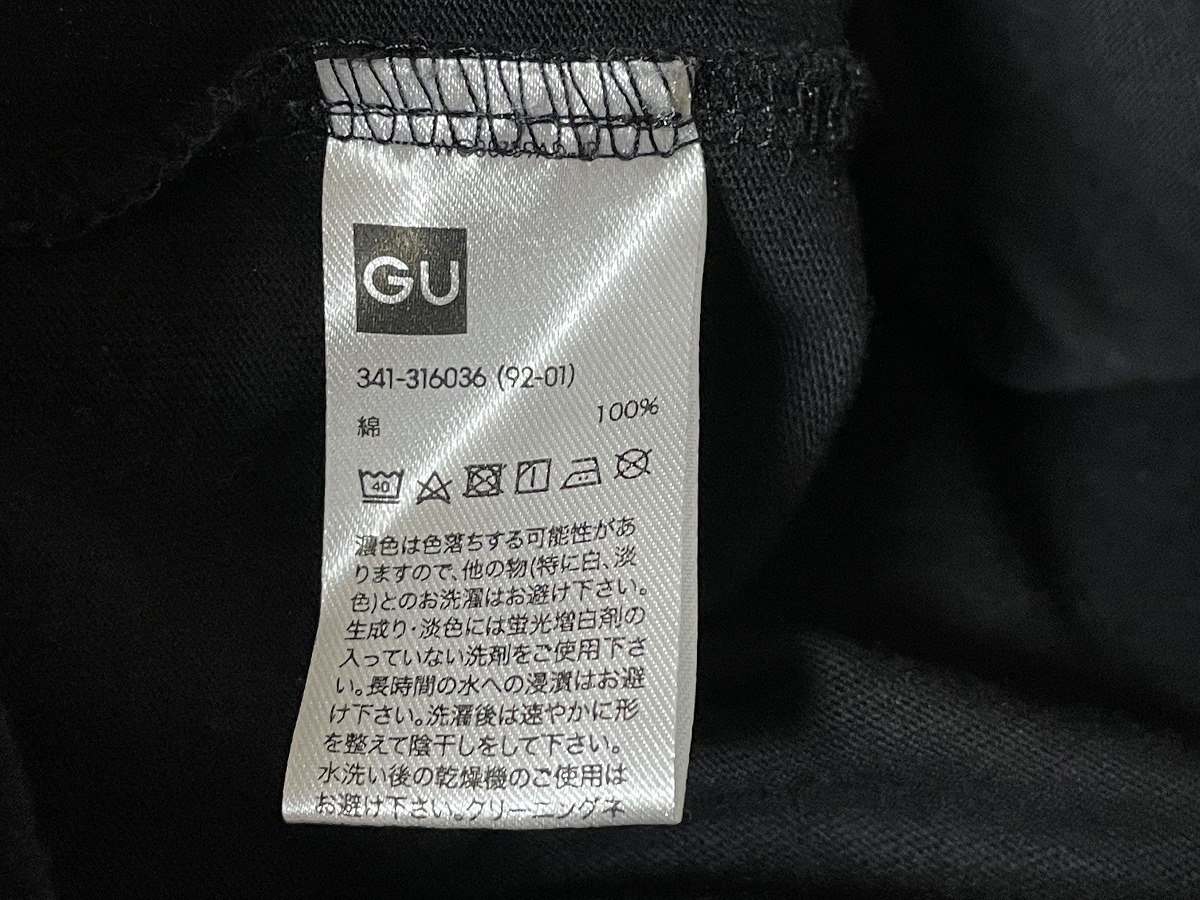 GU
341-316036 (92-01)
綿 100%
40
濃色は色落ちする可能性があ
りますので、他の物(特に白、淡
色)とのお洗濯はお避け下さい。
生成り・淡色には蛍光増白剤の
入っていない洗剤をご使用下さ
い。長時間の水への浸漬はお避
け下さい。洗濯後は速やかに形
を整えて陰干しをして下さい。
水洗い後の乾燥機のご使用は
お避け下さい。クリーニングネ